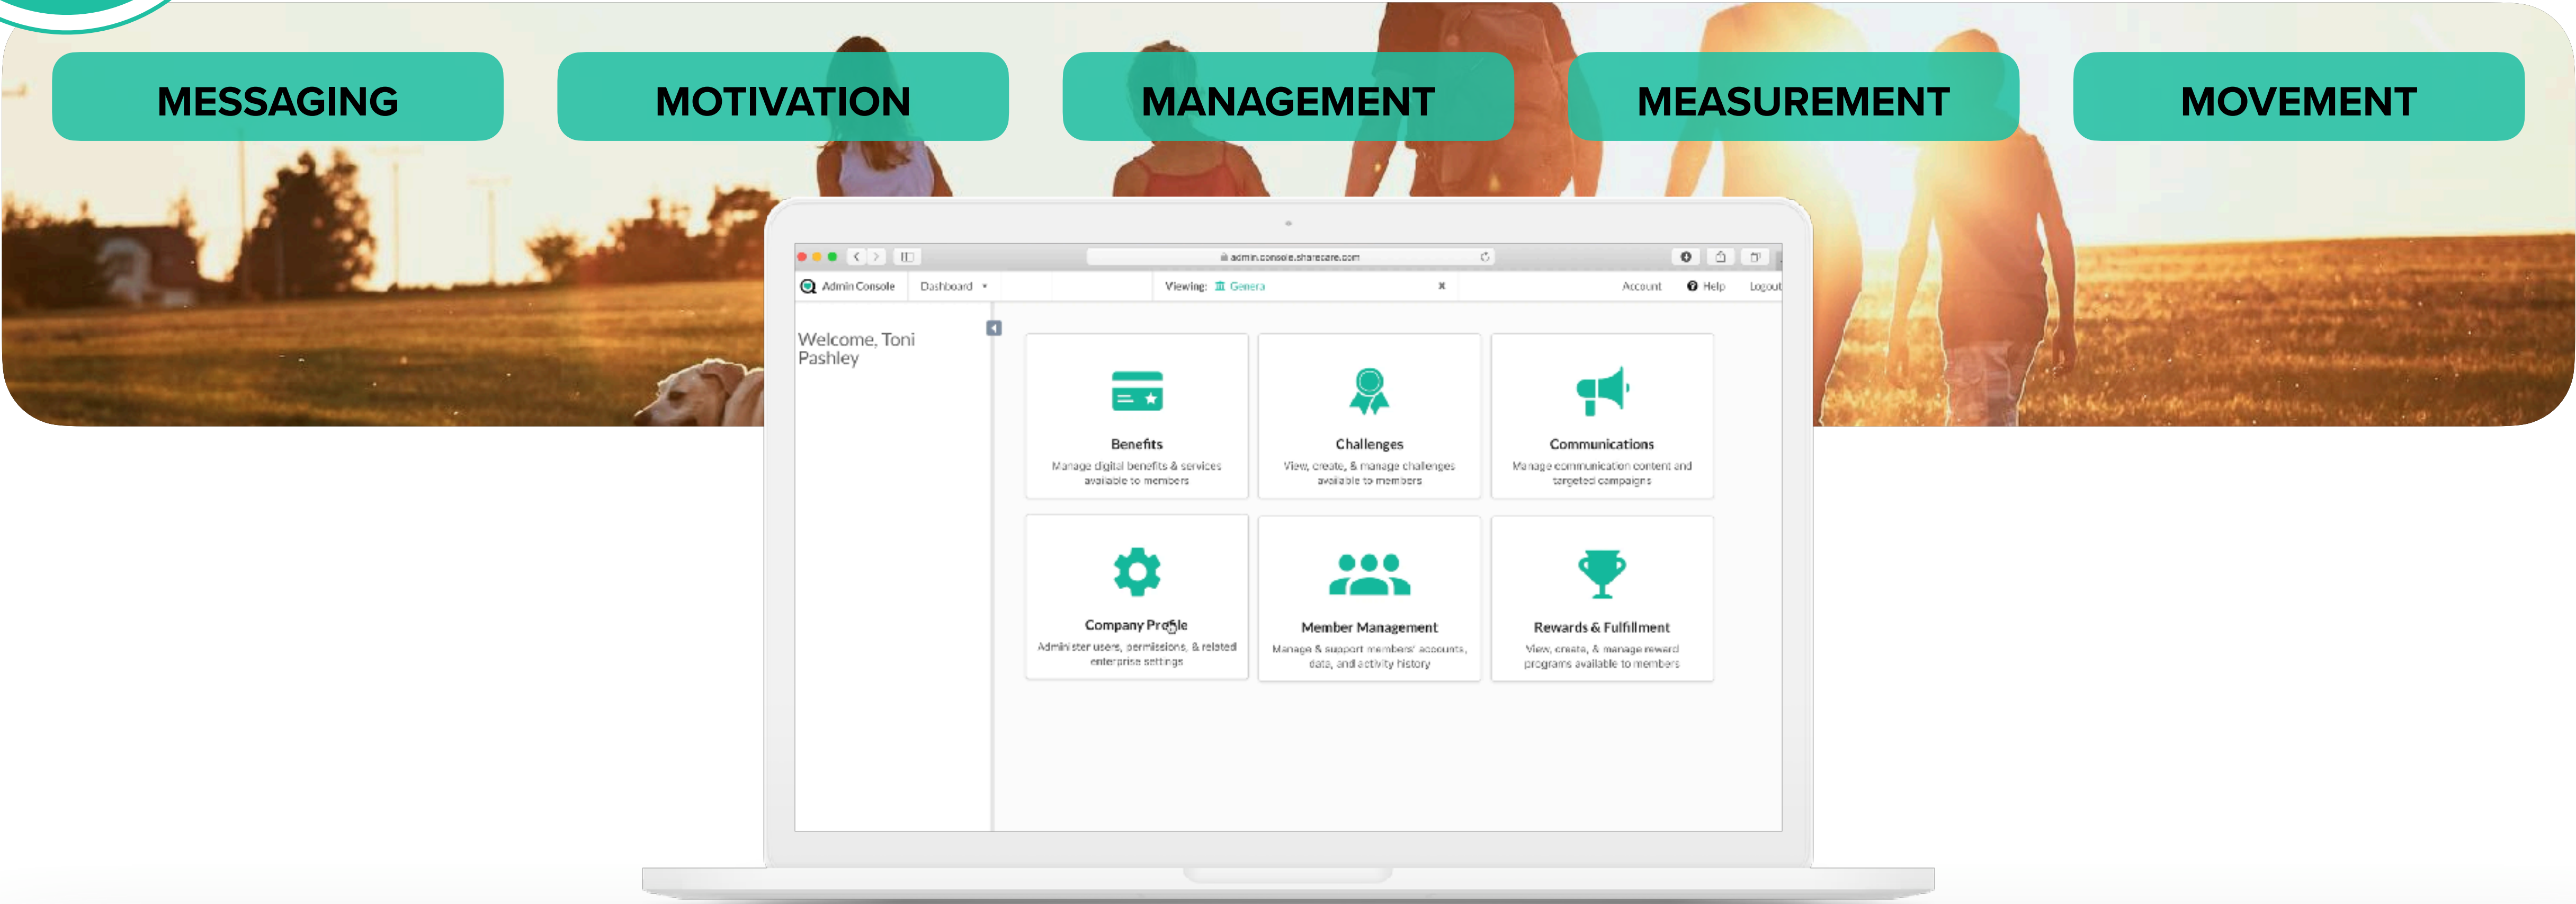 MESSAGING
MOTIVATION
MANAGEMENT
MEASUREMENT
MOVEMENT
admin.console.sharecare.com
Admin Console
Dashboard
Viewing: Genera
x
Account
Help
Logout
Welcome, Toni
Pashley
Benefits
Manage digital benefits & services
available to members
Challenges
View, create, & manage challenges
available to members
Communications
Manage communication content and
targeted campaigns
Company Profile
Administer users, permissions, & related
enterprise settings
Member Management
Manage & support members' accounts,
data, and activity history
Rewards & Fulfillment
View, create, & manage reward
programs available to members